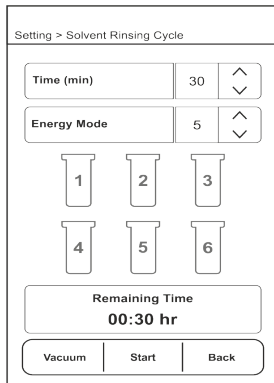 Setting > Solvent Rinsing Cycle
Time (min) 30
Energy Mode 5
1 2 3
4 5 6
Remaining Time
00:30 hr
Vacuum Start Back